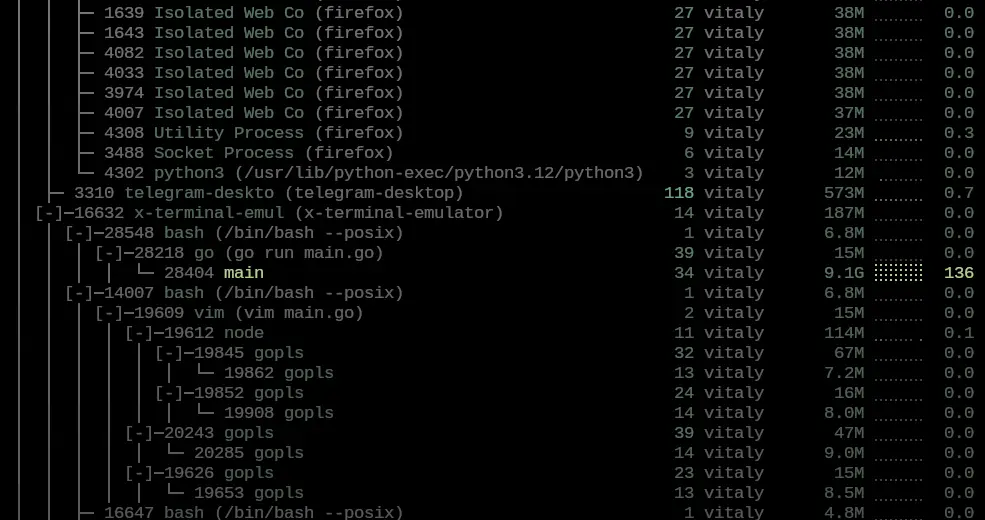 ├─ 1639 Isolated Web Co (firefox) 27 vitaly 38M 0.0
├─ 1643 Isolated Web Co (firefox) 27 vitaly 38M 0.0
├─ 4082 Isolated Web Co (firefox) 27 vitaly 38M 0.0
├─ 4033 Isolated Web Co (firefox) 27 vitaly 38M 0.0
├─ 3974 Isolated Web Co (firefox) 27 vitaly 38M 0.0
├─ 4007 Isolated Web Co (firefox) 27 vitaly 37M 0.0
├─ 4308 Utility Process (firefox) 9 vitaly 23M 0.3
├─ 3488 Socket Process (firefox) 6 vitaly 14M 0.0
└─ 4302 python3 (/usr/lib/python-exec/python3.12/python3) 3 vitaly 12M 0.0
├─ 3310 telegram-deskto (telegram-desktop) 118 vitaly 573M 0.7
[-]─16632 x-terminal-emul (x-terminal-emulator) 14 vitaly 187M 0.0
[-]─28548 bash (/bin/bash --posix) 1 vitaly 6.8M 0.0
[-]─28218 go (go run main.go) 39 vitaly 15M 0.0
└─ 28404 main 34 vitaly 9.1G 136
[-]─14007 bash (/bin/bash --posix) 1 vitaly 6.8M 0.0
[-]─19609 vim (vim main.go) 2 vitaly 15M 0.0
[-]─19612 node 11 vitaly 114M 0.1
[-]─19845 gopls 32 vitaly 67M 0.0
└─ 19862 gopls 13 vitaly 7.2M 0.0
[-]─19852 gopls 24 vitaly 16M 0.0
└─ 19908 gopls 14 vitaly 8.0M 0.0
[-]─20243 gopls 39 vitaly 47M 0.0
└─ 20285 gopls 14 vitaly 9.0M 0.0
[-]─19626 gopls 23 vitaly 15M 0.0
└─ 19653 gopls 13 vitaly 8.5M 0.0
├─ 16647 bash (/bin/bash --posix) 1 vitaly 4.8M 0.0